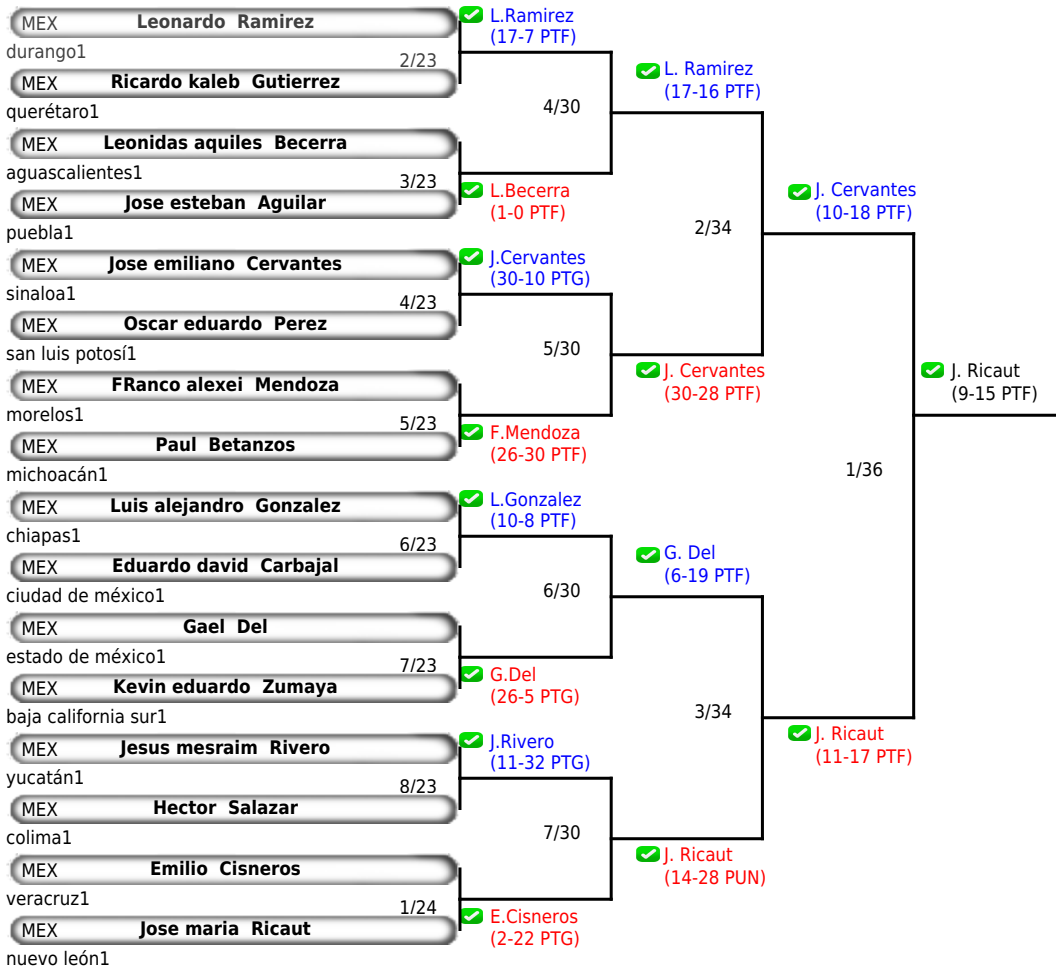 MEX Leonardo Ramirez
durango1
2/23
MEX Ricardo kaleb Gutierrez
querétaro1
MEX Leonidas aquiles Becerra
aguascalientes1
3/23
MEX Jose esteban Aguilar
puebla1
MEX Jose emiliano Cervantes
sinaloa1
4/23
MEX Oscar eduardo Perez
san luis potosí1
MEX FRanco alexei Mendoza
morelos1
5/23
MEX Paul Betanzos
michoacán1
MEX Luis alejandro Gonzalez
chiapas1
6/23
MEX Eduardo david Carbajal
ciudad de méxico1
MEX Gael Del
estado de méxico1
7/23
MEX Kevin eduardo Zumaya
baja california sur1
MEX Jesus mesraim Rivero
yucatán1
8/23
MEX Hector Salazar
colima1
MEX Emilio Cisneros
veracruz1
1/24
MEX Jose maria Ricaut
nuevo león1
L.Ramirez
(17-7 PTF)
4/30
L.Becerra
(1-0 PTF)
J.Cervantes
(30-10 PTG)
5/30
F.Mendoza
(26-30 PTF)
L.Gonzalez
(10-8 PTF)
6/30
G.Del
(26-5 PTG)
J.Rivero
(11-32 PTG)
7/30
E.Cisneros
(2-22 PTG)
L. Ramirez
(17-16 PTF)
2/34
J. Cervantes
(30-28 PTF)
G. Del
(6-19 PTF)
3/34
J. Ricaut
(14-28 PUN)
J. Cervantes
(10-18 PTF)
1/36
J. Ricaut
(11-17 PTF)
J. Ricaut
(9-15 PTF)